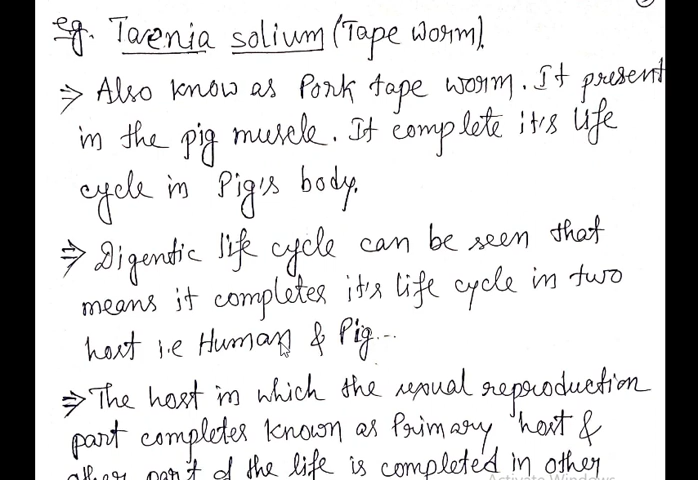 eg. Taenia solium (Tape worm).
⇒ Also know as Pork tape worm. It present
in the pig muscle. It complete it's life
cycle in Pig's body.
⇒ Digentic life cycle can be seen that
means it completes it's life cycle in two
host i.e Human & Pig...
⇒ The host in which the sexual reproduction
part completes known as Primary host &
other part of the life is completed in other
Activate Windows